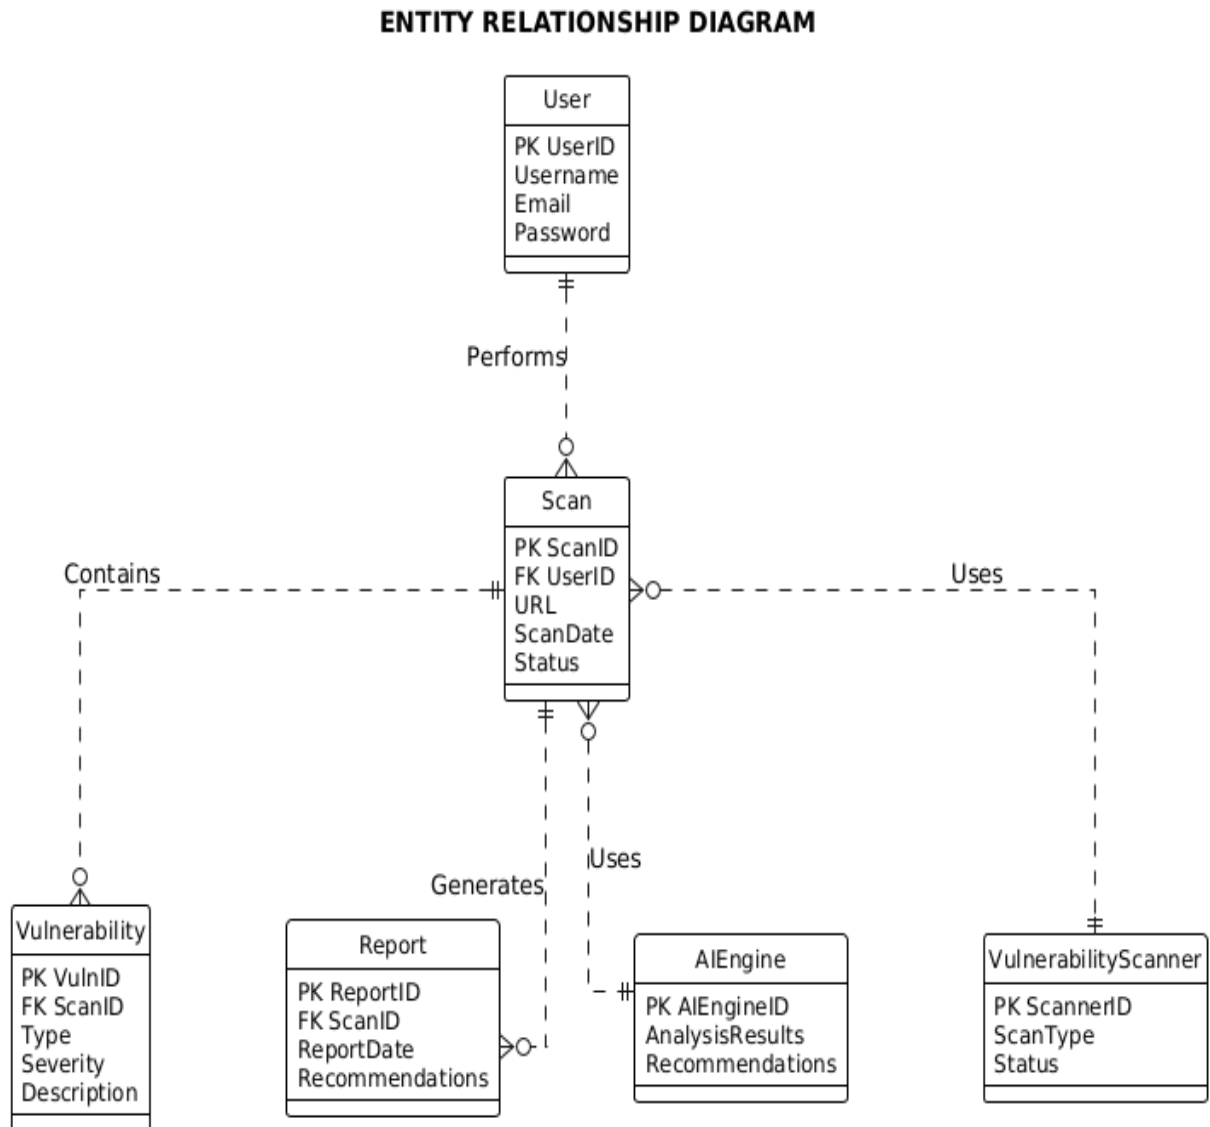 ENTITY RELATIONSHIP DIAGRAM
User
PK UserID
Username
Email
Password
Performs
Scan
PK ScanID
FK UserID
URL
ScanDate
Status
Contains
Uses
Uses
Generates
Vulnerability
PK VulnID
FK ScanID
Type
Severity
Description
Report
PK ReportID
FK ScanID
ReportDate
Recommendations
AIEngine
PK AIEngineID
AnalysisResults
Recommendations
VulnerabilityScanner
PK ScannerID
ScanType
Status